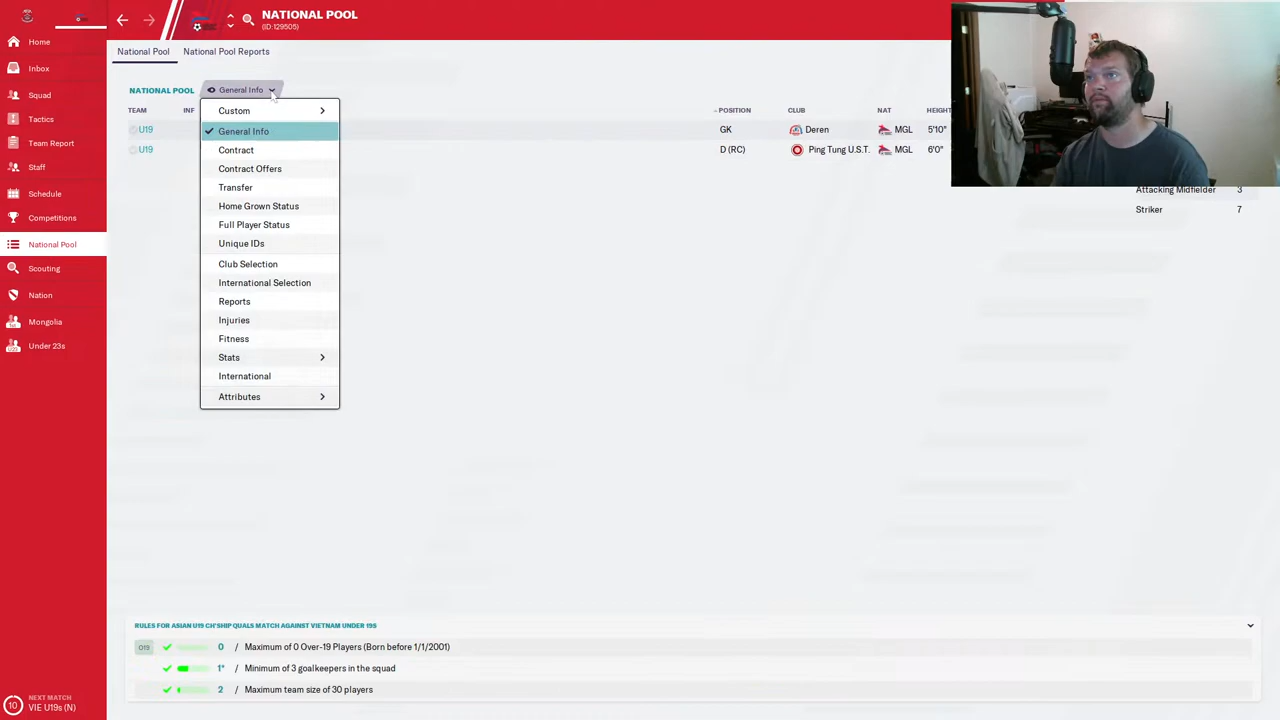 NATIONAL POOL
(ID:129505)
Home
Inbox
Squad
Tactics
Team Report
Staff
Schedule
Competitions
National Pool
Scouting
Nation
Mongolia
Under 23s
NEXT MATCH
10 VIE U19s (N)
National Pool National Pool Reports
NATIONAL POOL General Info
TEAM INF POSITION CLUB NAT HEIGHT
U19 GK Deren MGL 5'10"
U19 D (RC) Ping Tung U.S.T. MGL 6'0"
Custom
General Info
Contract
Contract Offers
Transfer
Home Grown Status
Full Player Status
Unique IDs
Club Selection
International Selection
Reports
Injuries
Fitness
Stats
International
Attributes
Attacking Midfielder 3
Striker 7
RULES FOR ASIAN U19 CH'SHIP QUALS MATCH AGAINST VIETNAM UNDER 19S
O19 0 / Maximum of 0 Over-19 Players (Born before 1/1/2001)
1* / Minimum of 3 goalkeepers in the squad
2 / Maximum team size of 30 players